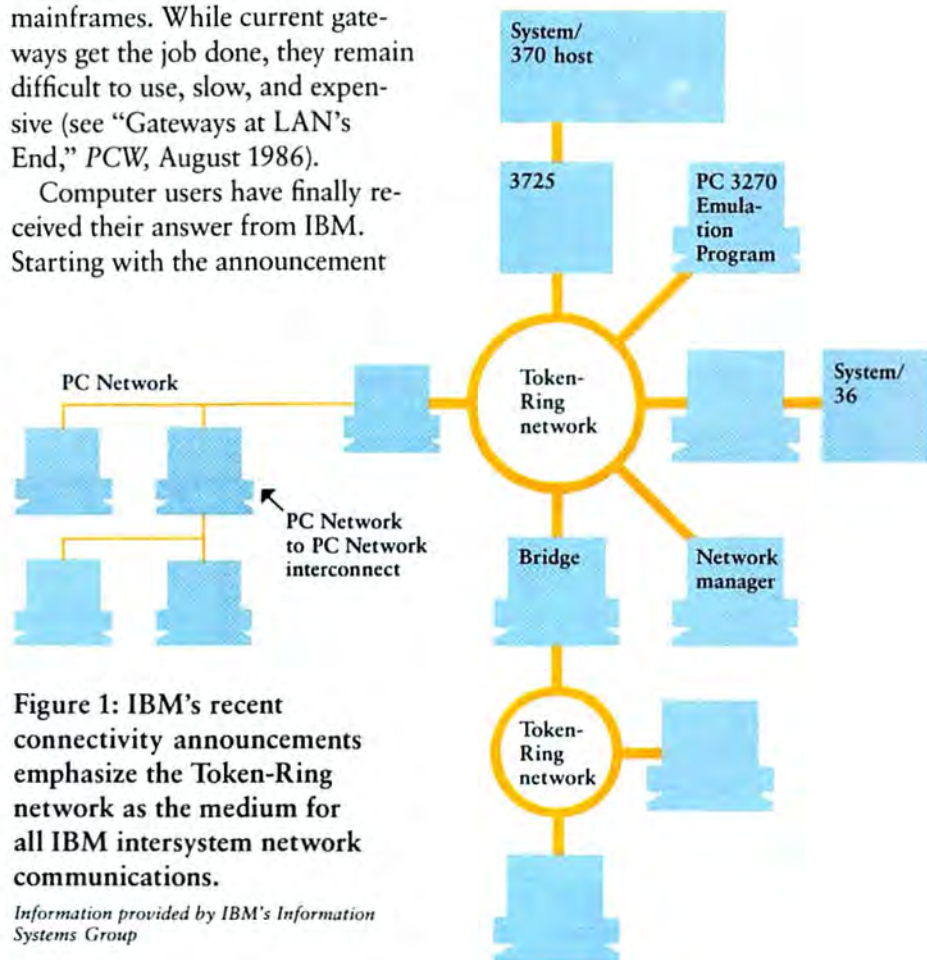 mainframes. While current gate-
ways get the job done, they remain
difficult to use, slow, and expen-
sive (see “Gateways at LAN’s
End,” PCW, August 1986).
Computer users have finally re-
ceived their answer from IBM.
Starting with the announcement
System/
370 host
3725
PC 3270
Emula-
tion
Program
PC Network
Token-
Ring
network
System/
36
PC Network
to PC Network
interconnect
Bridge
Network
manager
Token-
Ring
network
Figure 1: IBM’s recent
connectivity announcements
emphasize the Token-Ring
network as the medium for
all IBM intersystem network
communications.
Information provided by IBM’s Information
Systems Group